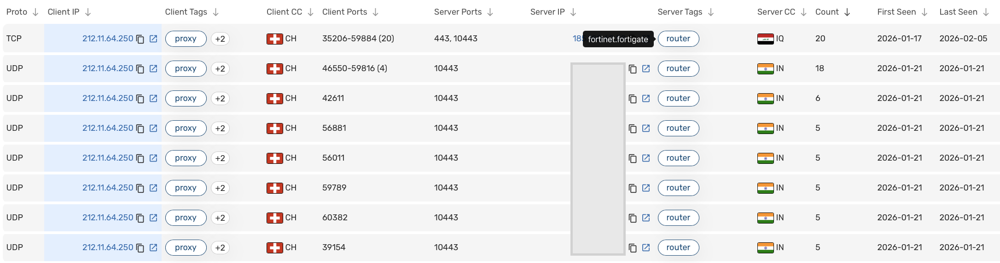 Proto Client IP Client Tags Client CC Client Ports Server Ports Server IP Server Tags Server CC Count First Seen Last Seen
TCP 212.11.64.250 proxy +2 CH 35206-59884 (20) 443, 10443 185 fortinet.fortigate router IQ 20 2026-01-17 2026-02-05
UDP 212.11.64.250 proxy +2 CH 46550-59816 (4) 10443 router IN 18 2026-01-21 2026-01-21
UDP 212.11.64.250 proxy +2 CH 42611 10443 router IN 6 2026-01-21 2026-01-21
UDP 212.11.64.250 proxy +2 CH 56881 10443 router IN 5 2026-01-21 2026-01-21
UDP 212.11.64.250 proxy +2 CH 56011 10443 router IN 5 2026-01-21 2026-01-21
UDP 212.11.64.250 proxy +2 CH 59789 10443 router IN 5 2026-01-21 2026-01-21
UDP 212.11.64.250 proxy +2 CH 60382 10443 router IN 5 2026-01-21 2026-01-21
UDP 212.11.64.250 proxy +2 CH 39154 10443 router IN 5 2026-01-21 2026-01-21